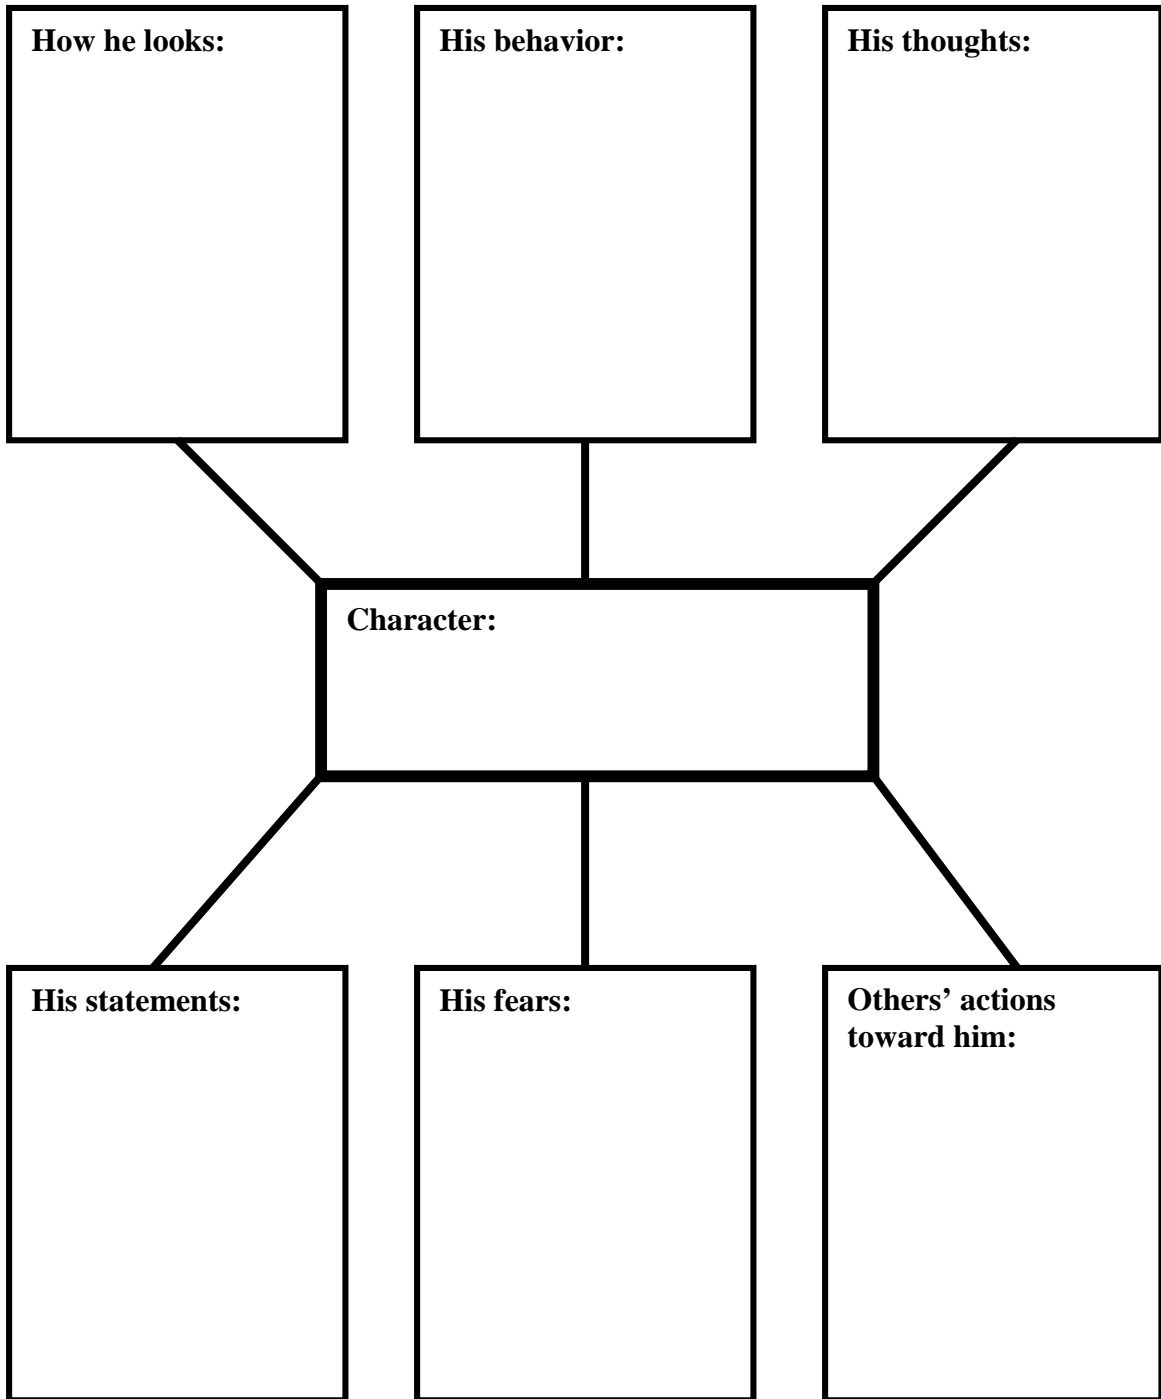 How he looks:
His behavior:
His thoughts:
Character:
His statements:
His fears:
Others’ actions
toward him: